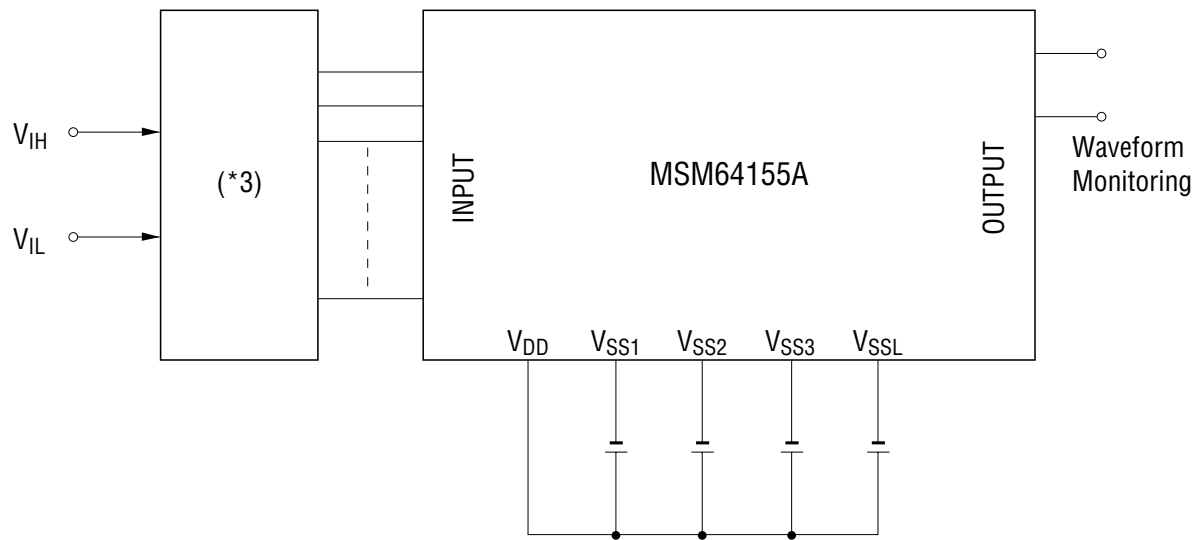 V_IH
V_IL
(*3)
INPUT
MSM64155A
OUTPUT
Waveform
Monitoring
V_DD V_SS1 V_SS2 V_SS3 V_SSL